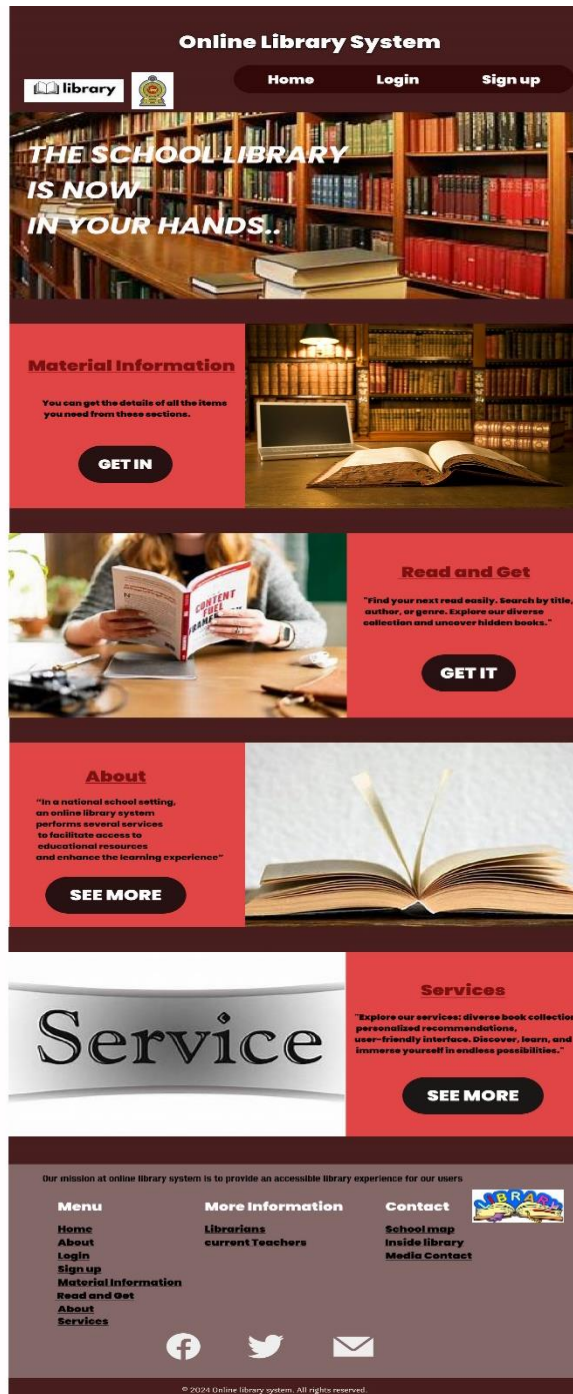 Online Library System
library
Home Login Sign up
THE SCHOOL LIBRARY
IS NOW
IN YOUR HANDS..
Material Information
You can get the details of all the items
you need from these sections.
GET IN
CONTENT
FUEL
FRAMEWORK
Read and Get
"Find your next read easily. Search by title,
author, or genre. Explore our diverse
collection and uncover hidden books."
GET IT
About
"In a national school setting,
an online library system
performs several services
to facilitate access to
educational resources
and enhance the learning experience"
SEE MORE
Service
Services
"Explore our services: diverse book collection
personalized recommendations,
user-friendly interface. Discover, learn, and
immerse yourself in endless possibilities."
SEE MORE
Our mission at online library system is to provide an accessible library experience for our users
LIBRARY
Menu
Home
About
Login
Sign up
Material Information
Read and Get
About
Services
More Information
Librarians
current Teachers
Contact
School map
Inside library
Media Contact
© 2024 Online library system. All rights reserved.